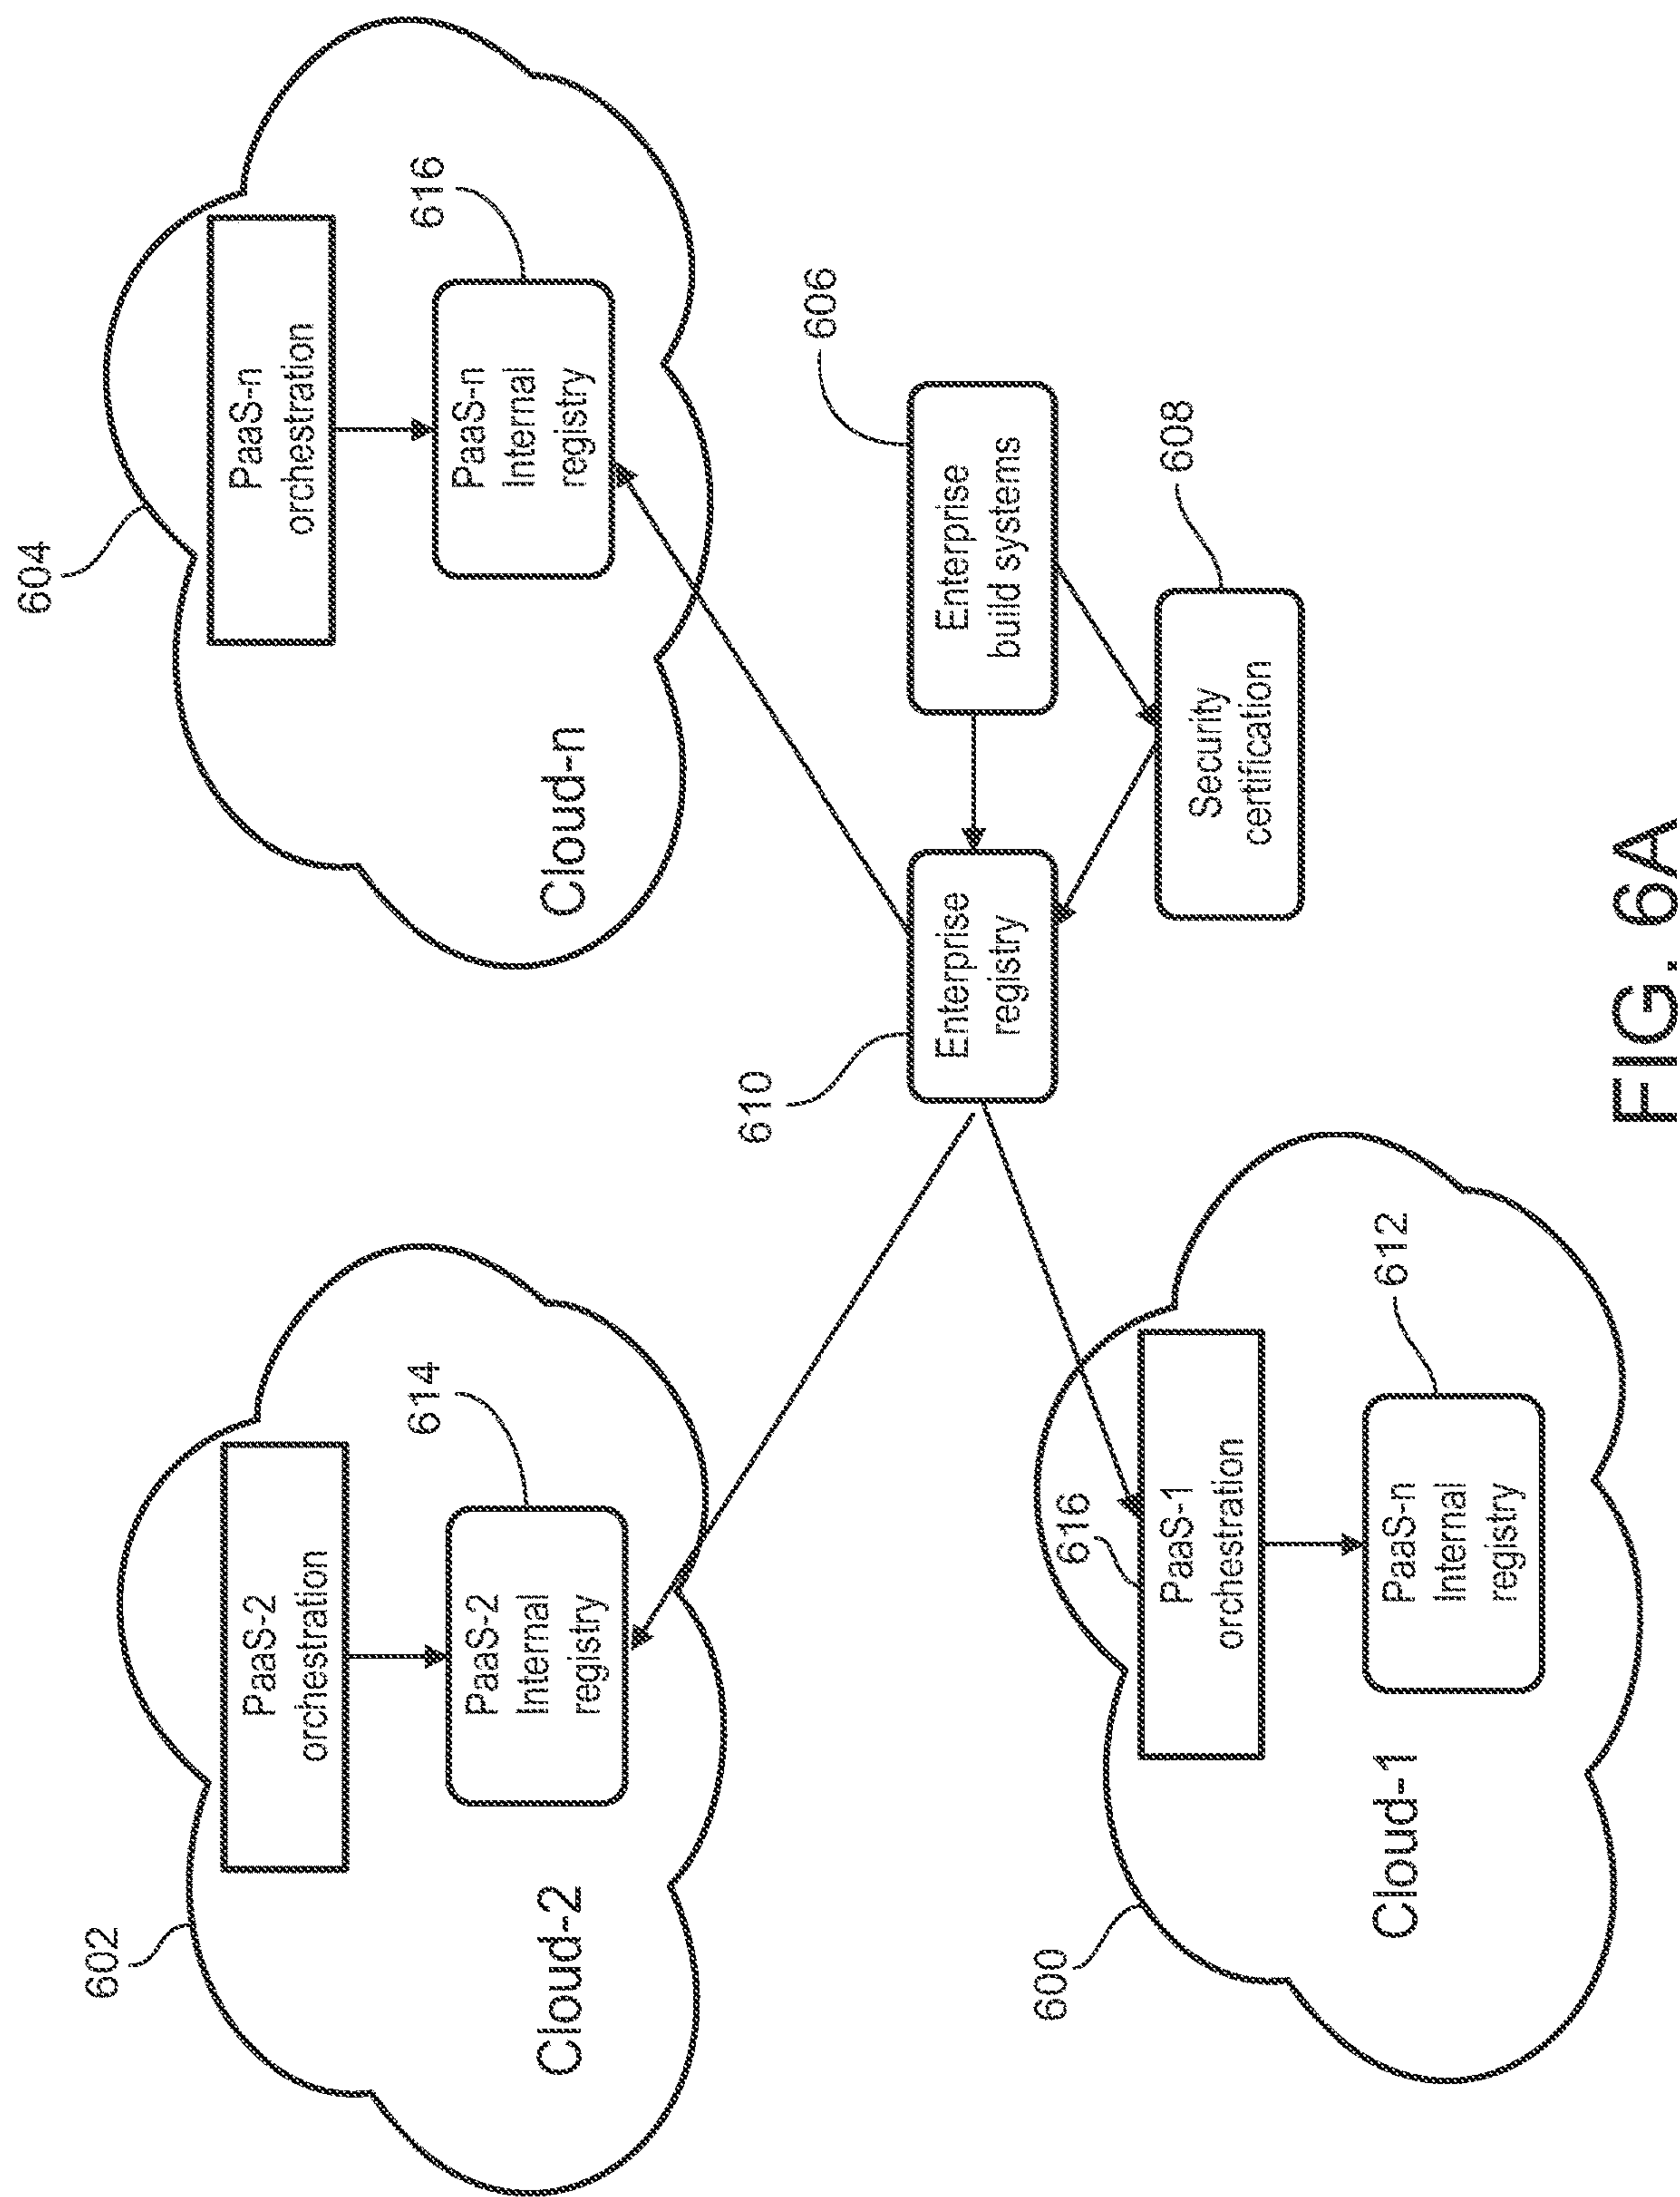 602
PaaS-2
orchestration
614
PaaS-2
Internal
registry
Cloud-2
604
PaaS-n
orchestration
616
PaaS-n
Internal
registry
Cloud-n
610
Enterprise
registry
606
Enterprise
build systems
608
Security
certification
600
616
PaaS-1
orchestration
612
PaaS-n
Internal
registry
Cloud-1
FIG. 6A